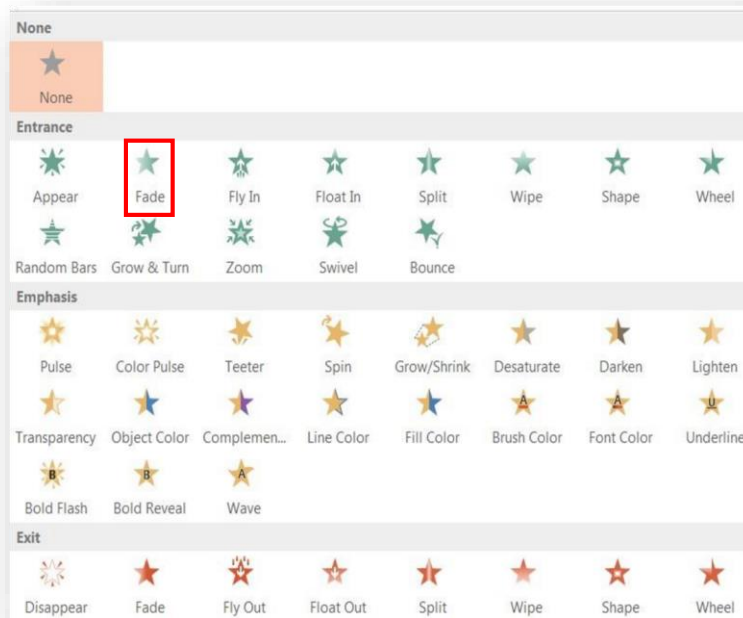 None
None
Entrance
Appear Fade Fly In Float In Split Wipe Shape Wheel
Random Bars Grow & Turn Zoom Swivel Bounce
Emphasis
Pulse Color Pulse Teeter Spin Grow/Shrink Desaturate Darken Lighten
Transparency Object Color Complemen... Line Color Fill Color Brush Color Font Color Underline
Bold Flash Bold Reveal Wave
Exit
Disappear Fade Fly Out Float Out Split Wipe Shape Wheel